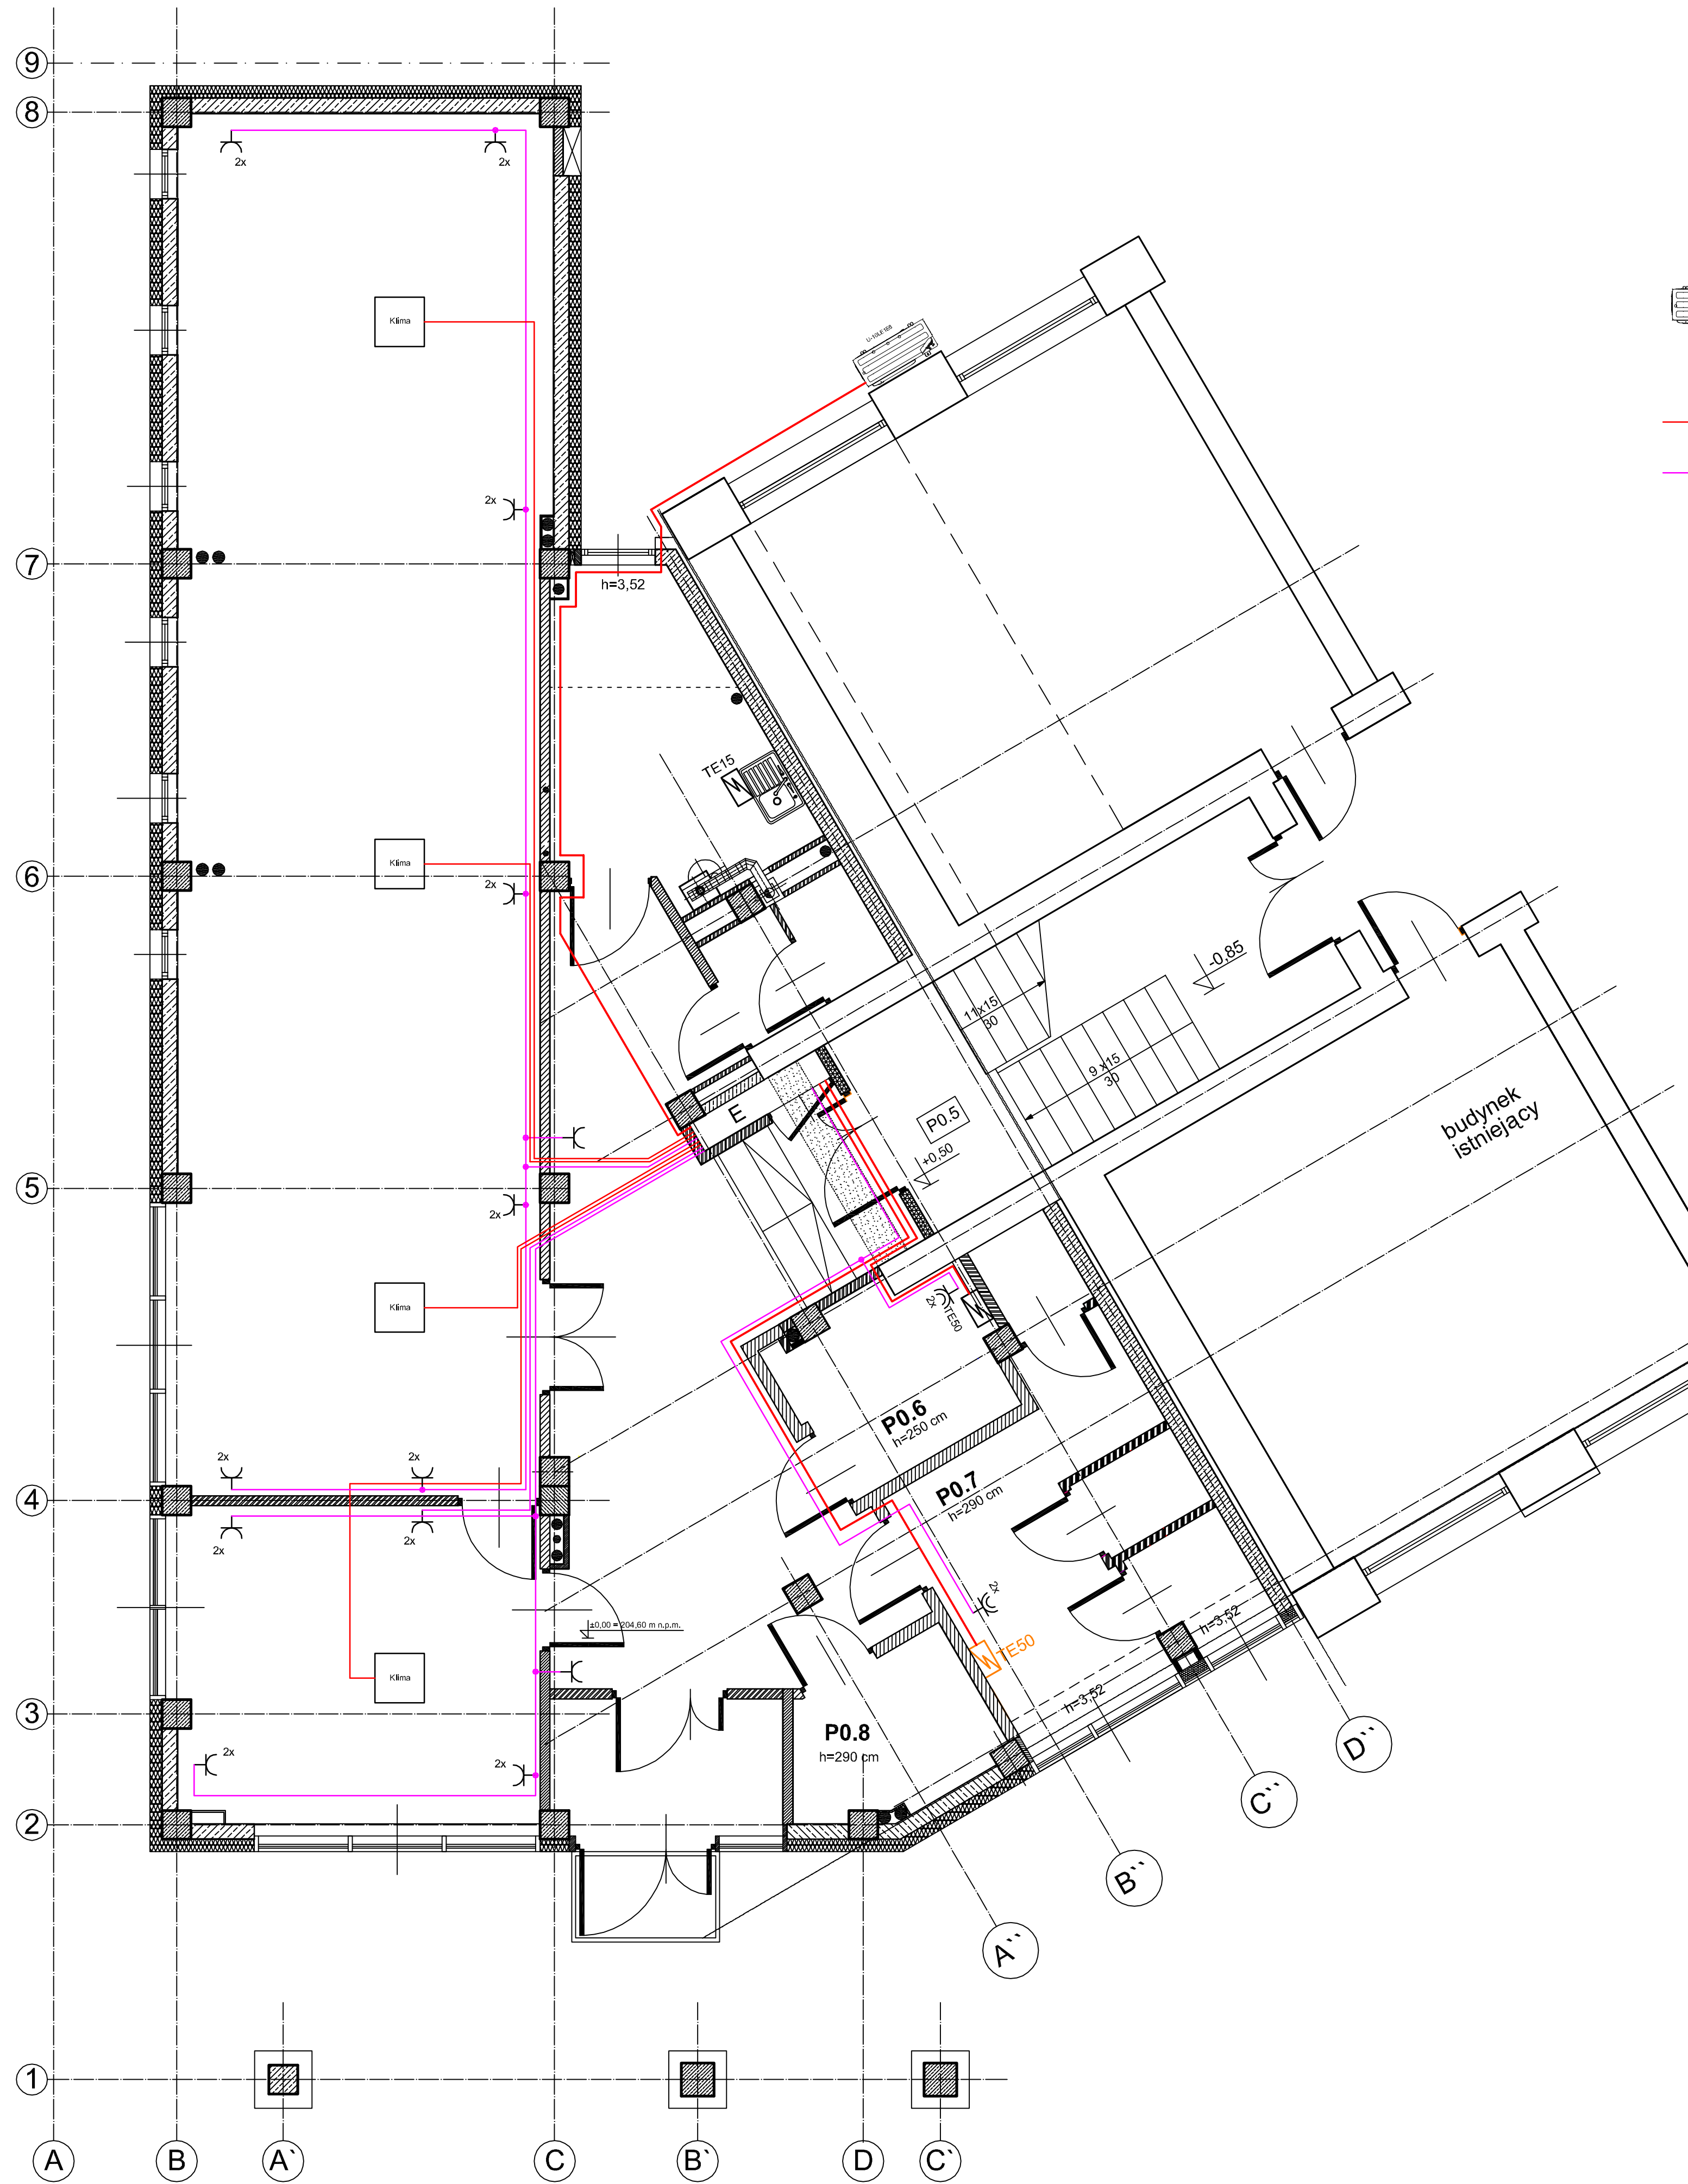 9
8
2x
2x
Klima
U-10LE1E8
2x
7
h=3,52
TE15
Klima
6
2x
11x15
30
-0,85
9 x15
30
E
P0.5
+0,50
budynek
istniejący
5
2x
Klima
2x
TE50
P0.6
h=250 cm
2x
2x
4
P0.7
h=290 cm
2x
2x
2x
±0,00 = 204,60 m n.p.m.
h=3,52
TE50
Klima
h=3,52
3
P0.8
h=290 cm
2x
2x
D``
C``
2
B``
A``
1
A
B
A`
C
B`
D
C`